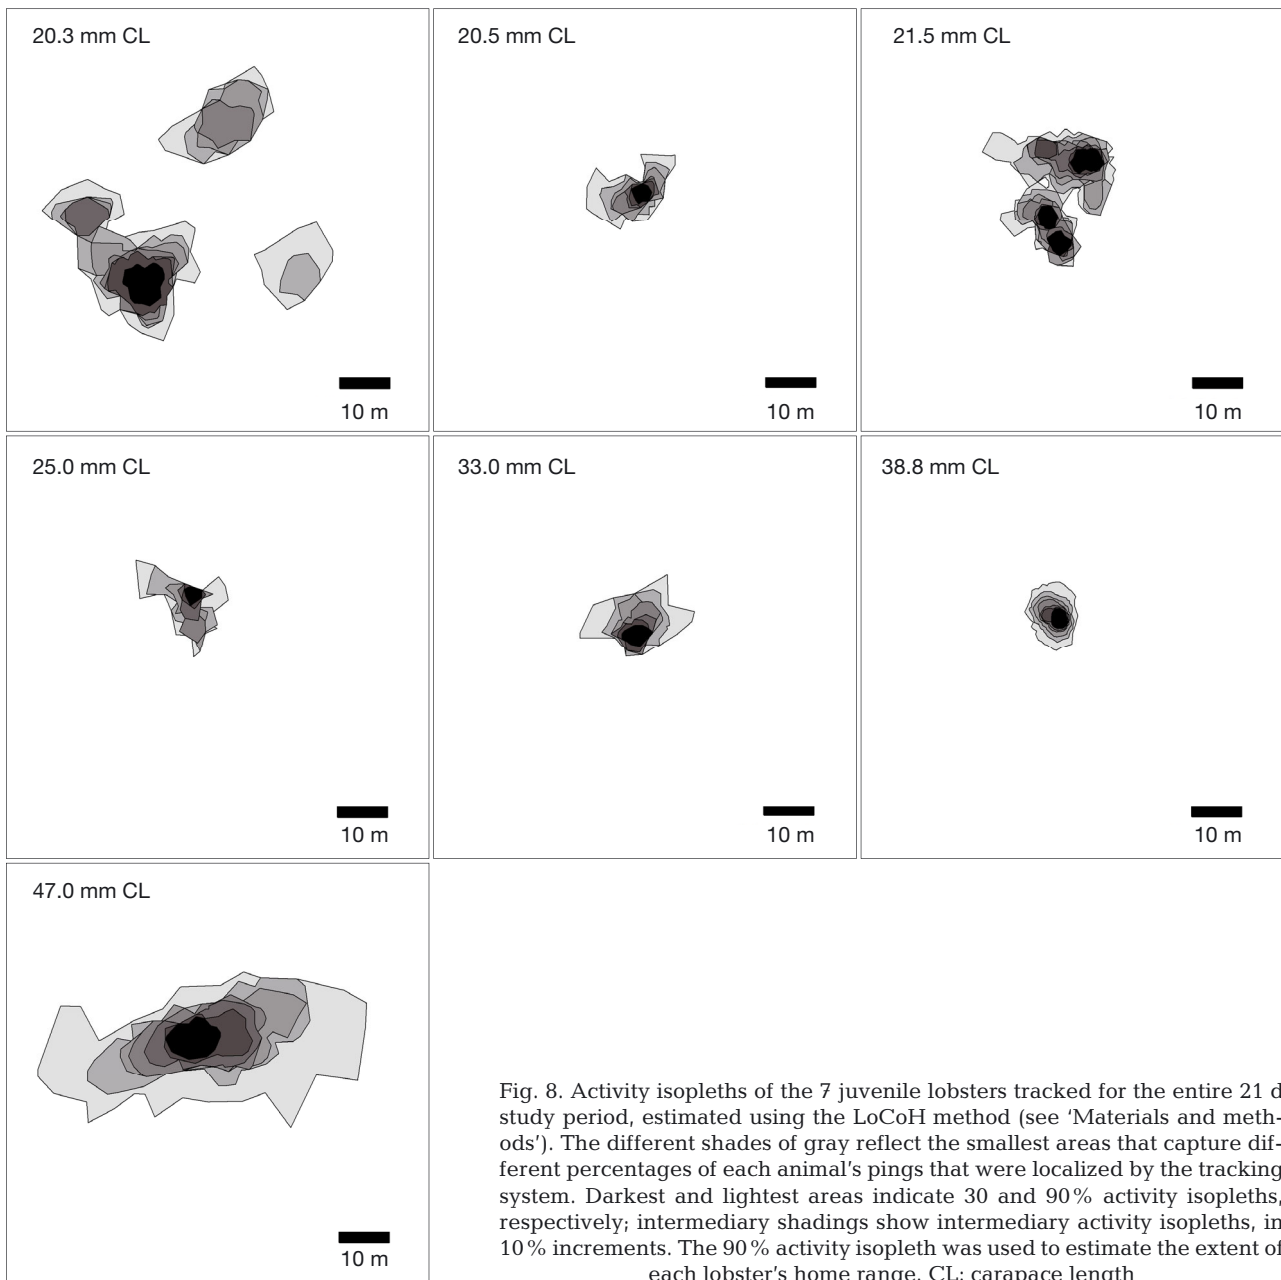 20.3 mm CL
20.5 mm CL
21.5 mm CL
10 m
10 m
10 m
25.0 mm CL
33.0 mm CL
38.8 mm CL
10 m
10 m
10 m
47.0 mm CL
10 m
Fig. 8. Activity isopleths of the 7 juvenile lobsters tracked for the entire 21 d
study period, estimated using the LoCoH method (see ‘Materials and meth-
ods’). The different shades of gray reflect the smallest areas that capture dif-
ferent percentages of each animal’s pings that were localized by the tracking
system. Darkest and lightest areas indicate 30 and 90% activity isopleths,
respectively; intermediary shadings show intermediary activity isopleths, in
10% increments. The 90% activity isopleth was used to estimate the extent of
each lobster’s home range. CL: carapace length